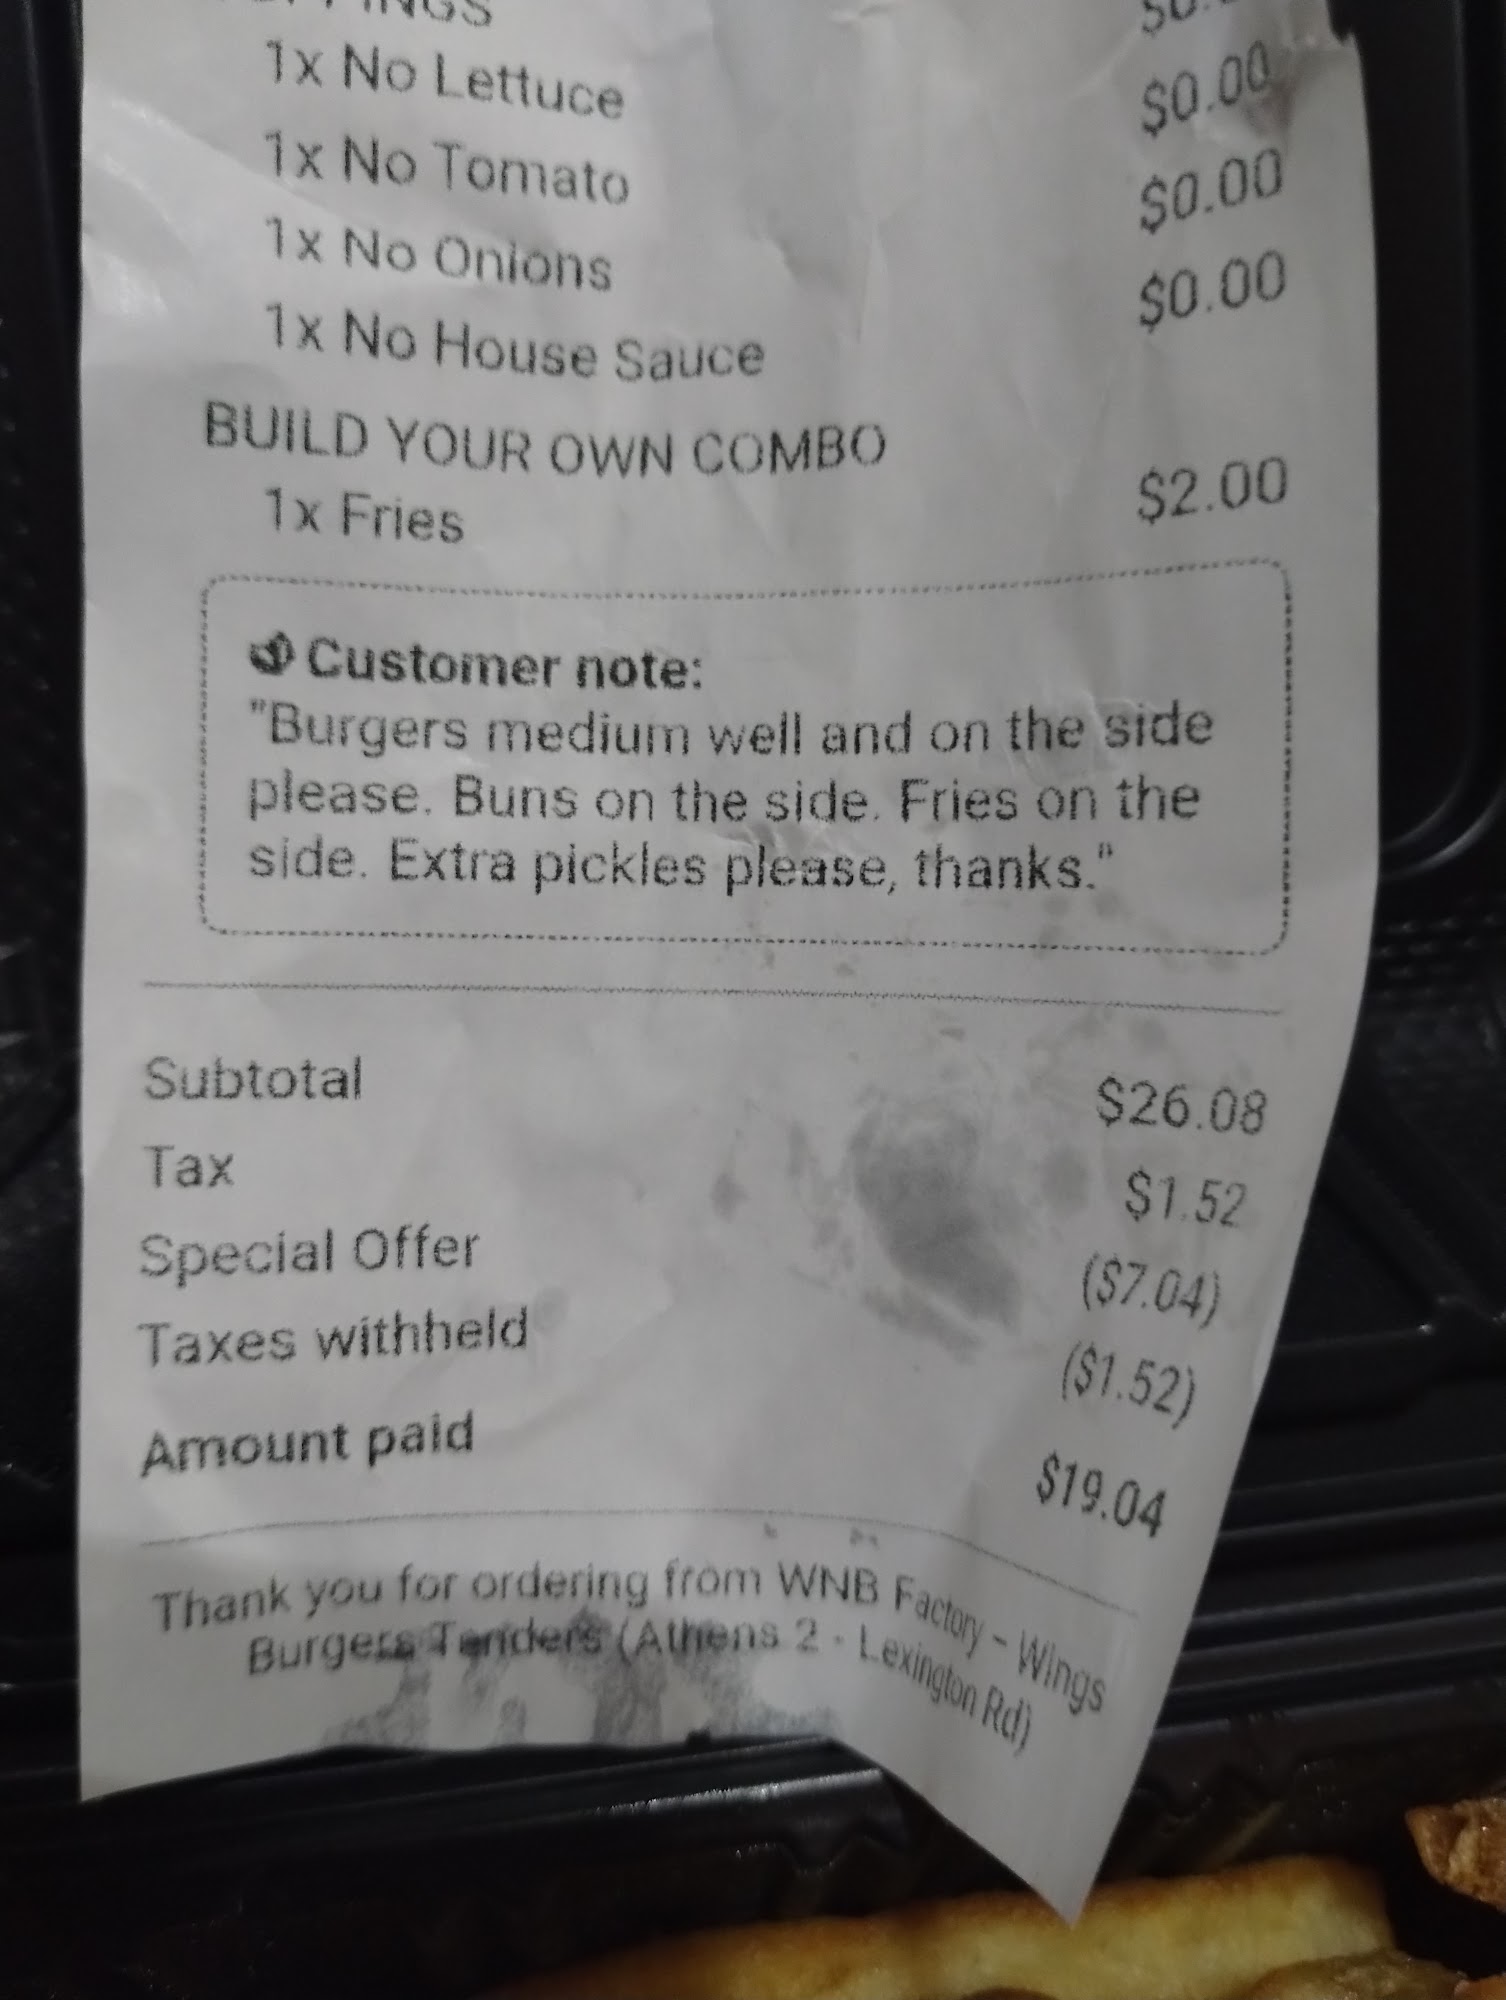 1x No Lettuce $0.00
1x No Tomato $0.00
1x No Onions $0.00
1x No House Sauce
BUILD YOUR OWN COMBO
1x Fries $2.00
Customer note:
"Burgers medium well and on the side
please. Buns on the side. Fries on the
side. Extra pickles please, thanks."
Subtotal $26.08
Tax $1.52
Special Offer ($7.04)
Taxes withheld ($1.52)
Amount paid $19.04
Thank you for ordering from WNB Factory – Wings
Burgers Tenders (Athens 2 - Lexington Rd)